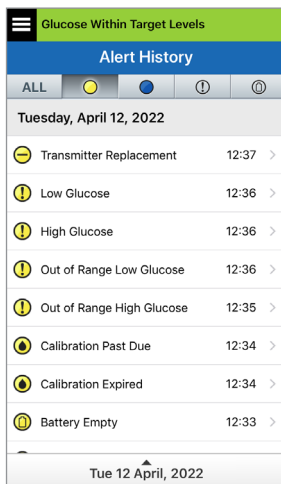 Glucose Within Target Levels
Alert History
ALL
Tuesday, April 12, 2022
Transmitter Replacement 12:37
Low Glucose 12:36
High Glucose 12:36
Out of Range Low Glucose 12:36
Out of Range High Glucose 12:35
Calibration Past Due 12:34
Calibration Expired 12:34
Battery Empty 12:33
Tue 12 April, 2022